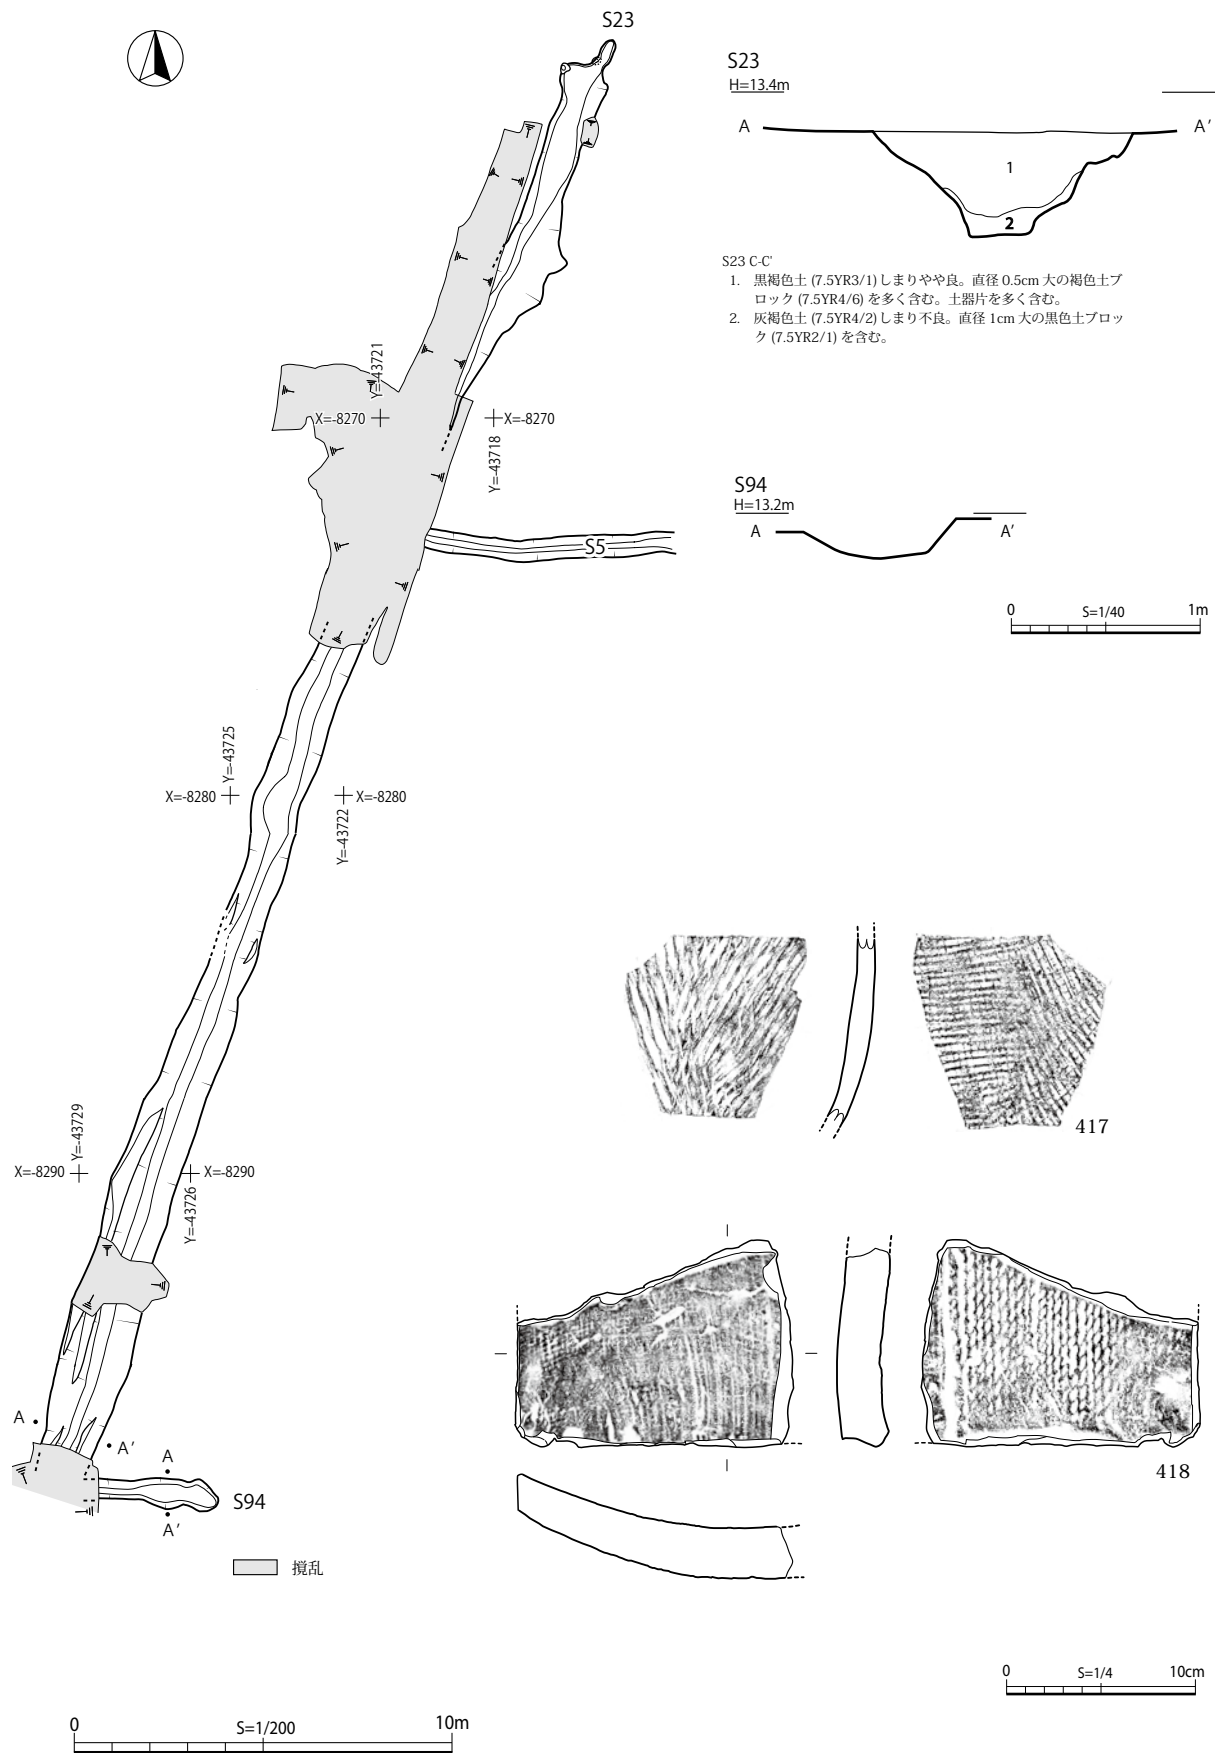 S23
S23
H=13.4m
A
A'
1
2
S23 C-C'
1. 黒褐色土 (7.5YR3/1) しまりやや良。直径 0.5cm 大の褐色土ブ
ロック (7.5YR4/6) を多く含む。土器片を多く含む。
2. 灰褐色土 (7.5YR4/2) しまり不良。直径 1cm 大の黒色土ブロッ
ク (7.5YR2/1) を含む。
Y=-43721
X=-8270
X=-8270
Y=-43718
S94
H=13.2m
A
A'
S5
0 S=1/40 1m
Y=-43725
X=-8280
X=-8280
Y=-43722
417
Y=-43729
X=-8290
X=-8290
Y=-43726
A
A'
A
A'
S94
418
撹乱
0 S=1/4 10cm
0 S=1/200 10m